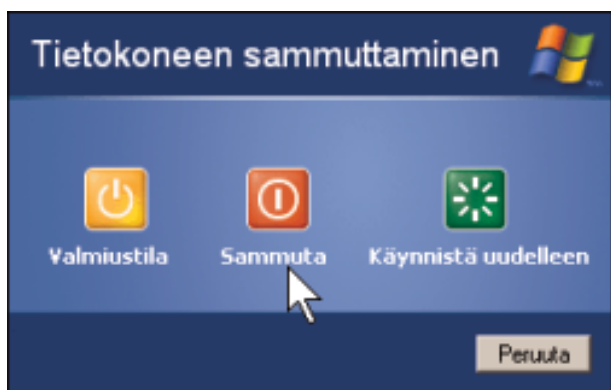 Tietokoneen sammuttaminen
Valmiustila
Sammuta
Käynnistä uudelleen
Peruuta